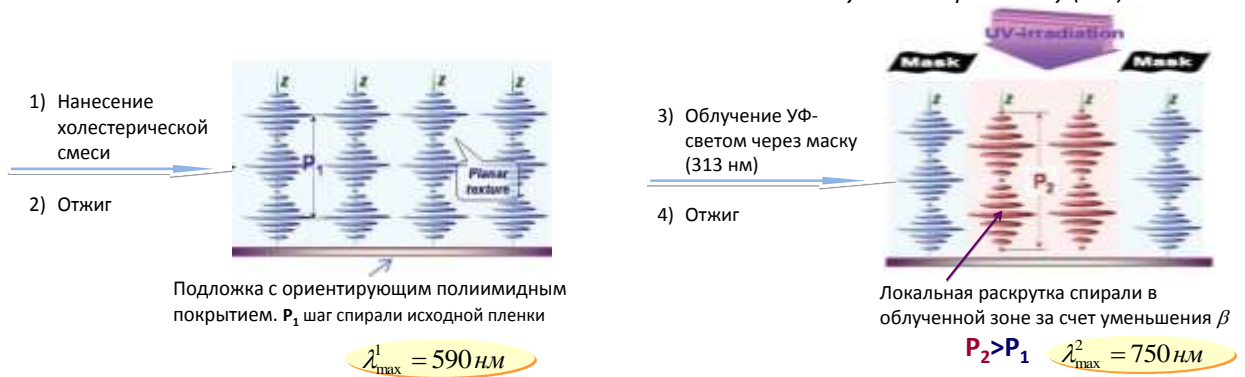 UV-irradiation
Mask
Mask
1) Нанесение
холестерической
смеси
2) Отжиг
z z z z
P1
Planar
texture
Подложка с ориентирующим полиимидным
покрытием. P1 шаг спирали исходной пленки
λ¹max = 590 нм
3) Облучение УФ-
светом через маску
(313 нм)
4) Отжиг
z z z z
P2
Локальная раскрутка спирали в
облученной зоне за счет уменьшения β
P2>P1 λ²max = 750 нм